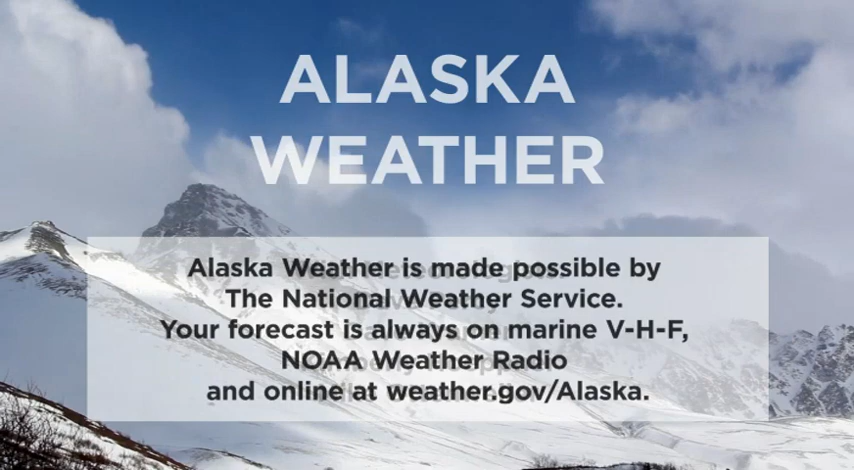 ALASKA
WEATHER
Alaska Weather is made possible by
The National Weather Service.
Your forecast is always on marine V-H-F,
NOAA Weather Radio
and online at weather.gov/Alaska.